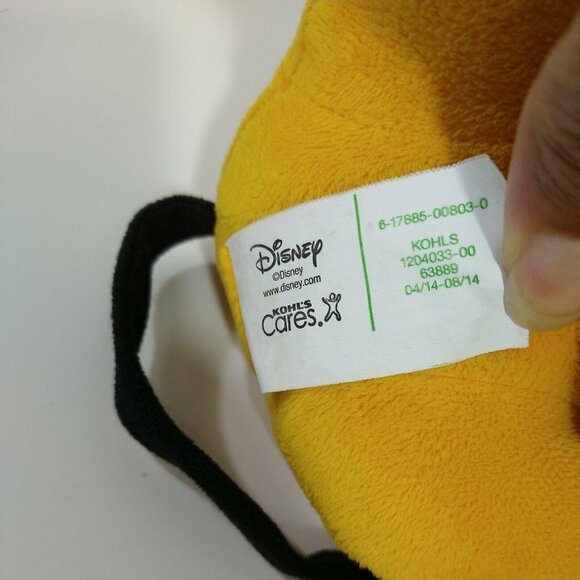 Disney
©Disney
www.disney.com
KOHL'S
Cares.
6-17885-00803-0
KOHLS
1204033-00
63889
04/14-08/14